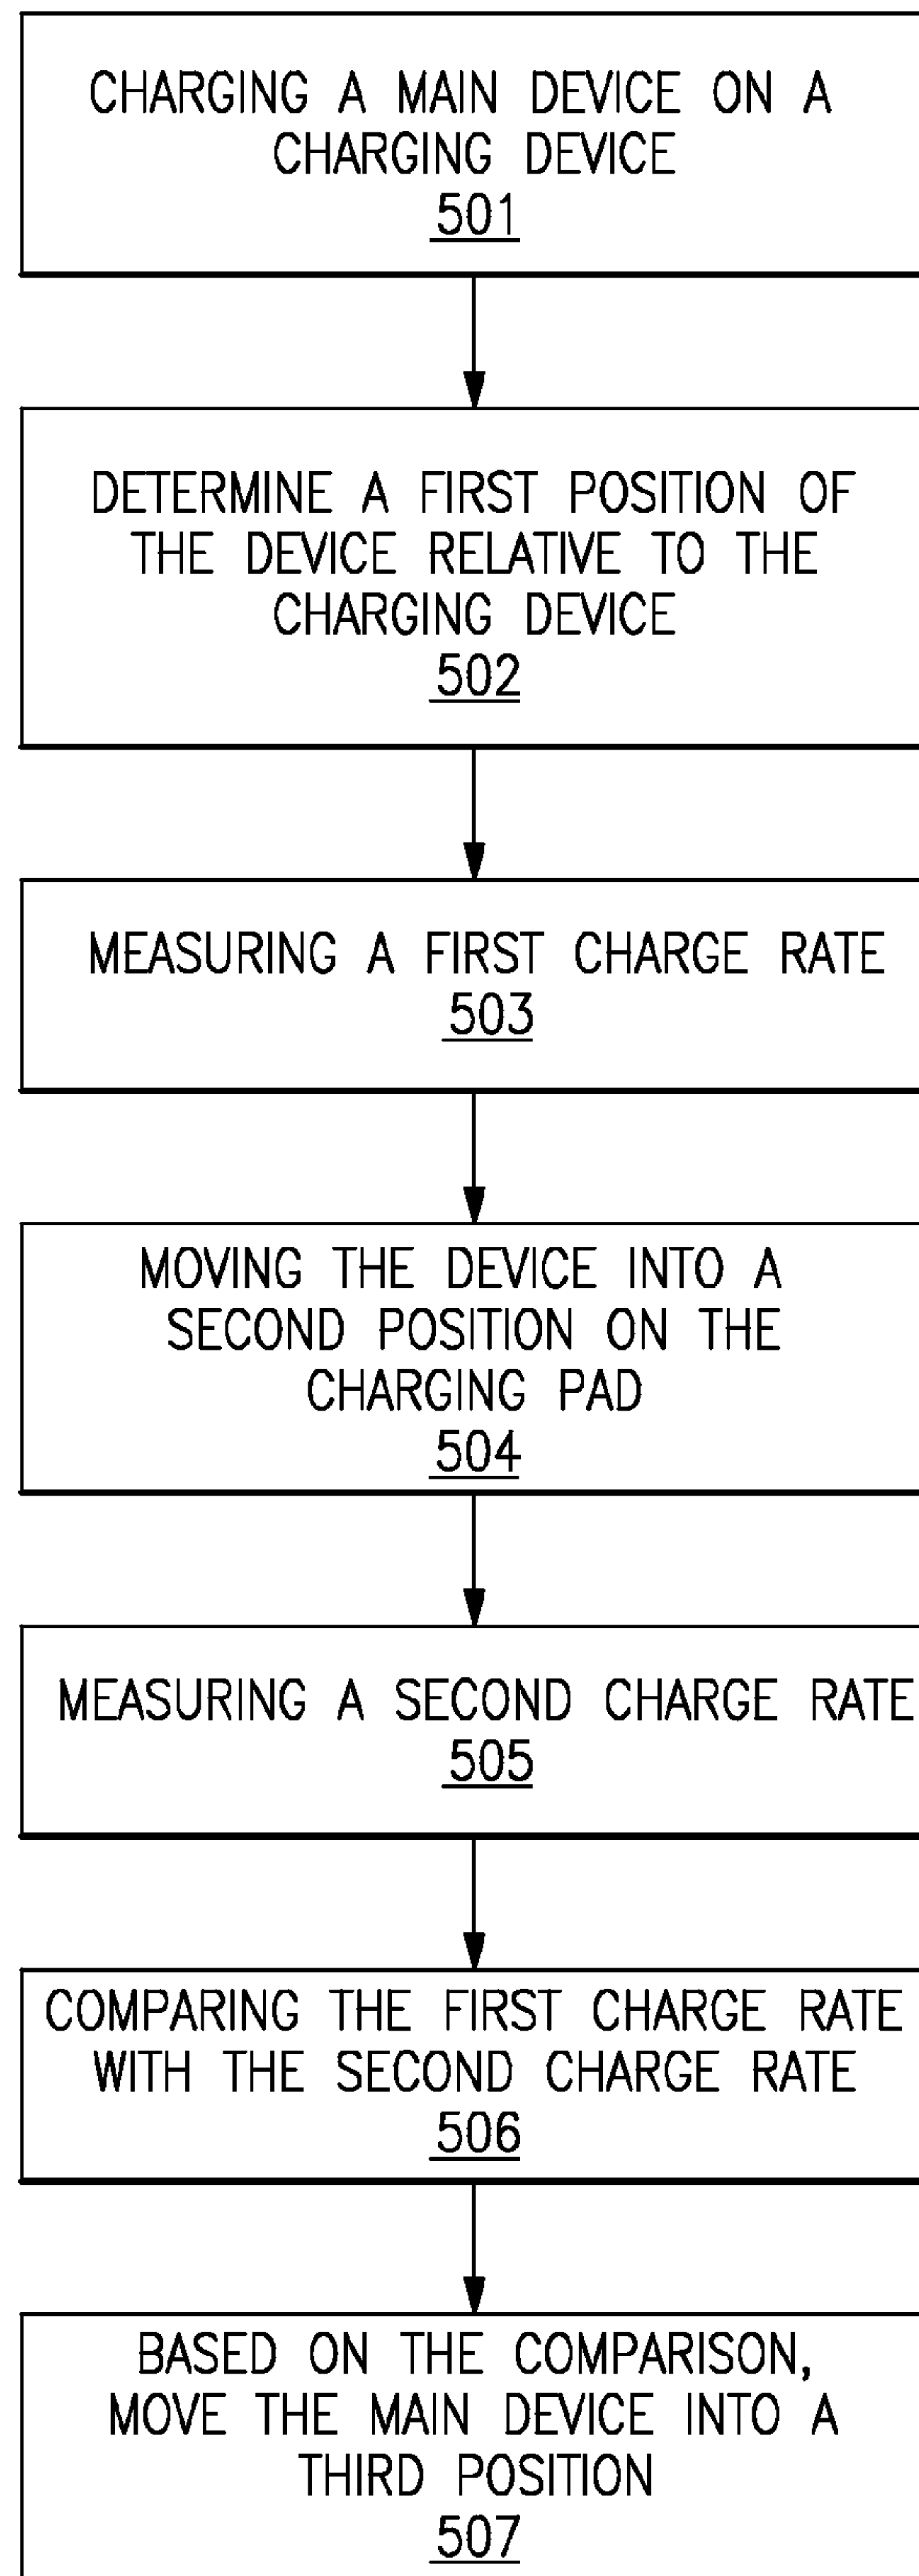 CHARGING A MAIN DEVICE ON A
CHARGING DEVICE
501
DETERMINE A FIRST POSITION OF
THE DEVICE RELATIVE TO THE
CHARGING DEVICE
502
MEASURING A FIRST CHARGE RATE
503
MOVING THE DEVICE INTO A
SECOND POSITION ON THE
CHARGING PAD
504
MEASURING A SECOND CHARGE RATE
505
COMPARING THE FIRST CHARGE RATE
WITH THE SECOND CHARGE RATE
506
BASED ON THE COMPARISON,
MOVE THE MAIN DEVICE INTO A
THIRD POSITION
507